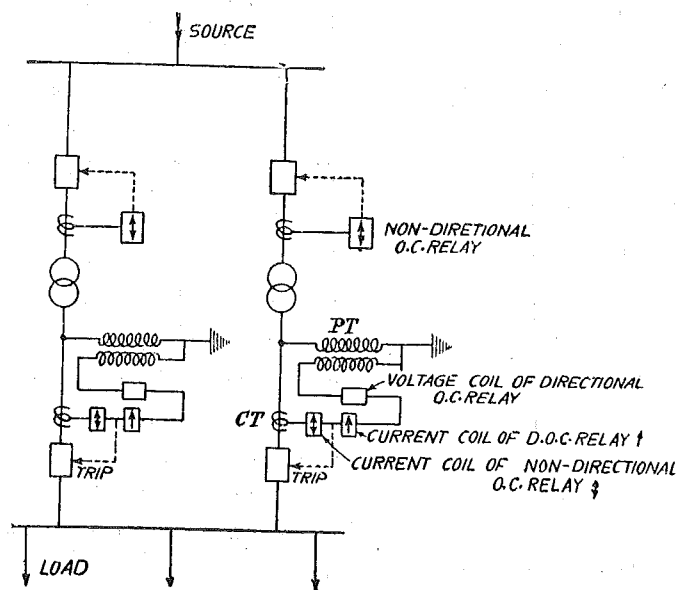 SOURCE
NON-DIRETIONAL
O.C.RELAY
PT
VOLTAGE COIL OF DIRECTIONAL
O.C.RELAY
CT
CURRENT COIL OF D.O.C.RELAY
TRIP
TRIP
CURRENT COIL OF NON-DIRECTIONAL
O.C.RELAY
LOAD